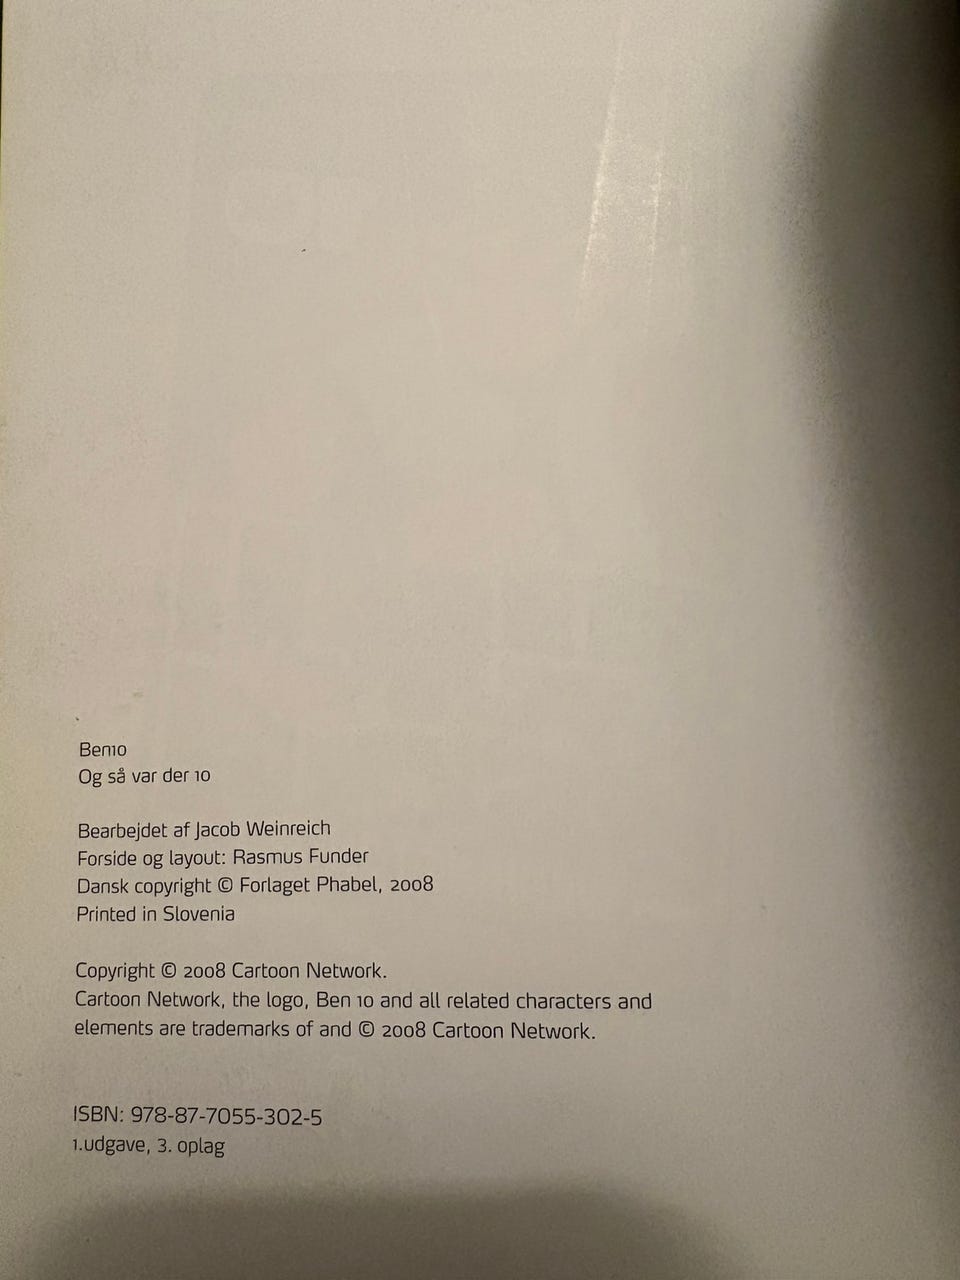 Ben10
Og så var der 10
Bearbejdet af Jacob Weinreich
Forside og layout: Rasmus Funder
Dansk copyright © Forlaget Phabel, 2008
Printed in Slovenia
Copyright © 2008 Cartoon Network.
Cartoon Network, the logo, Ben 10 and all related characters and
elements are trademarks of and © 2008 Cartoon Network.
ISBN: 978-87-7055-302-5
1.udgave, 3. oplag